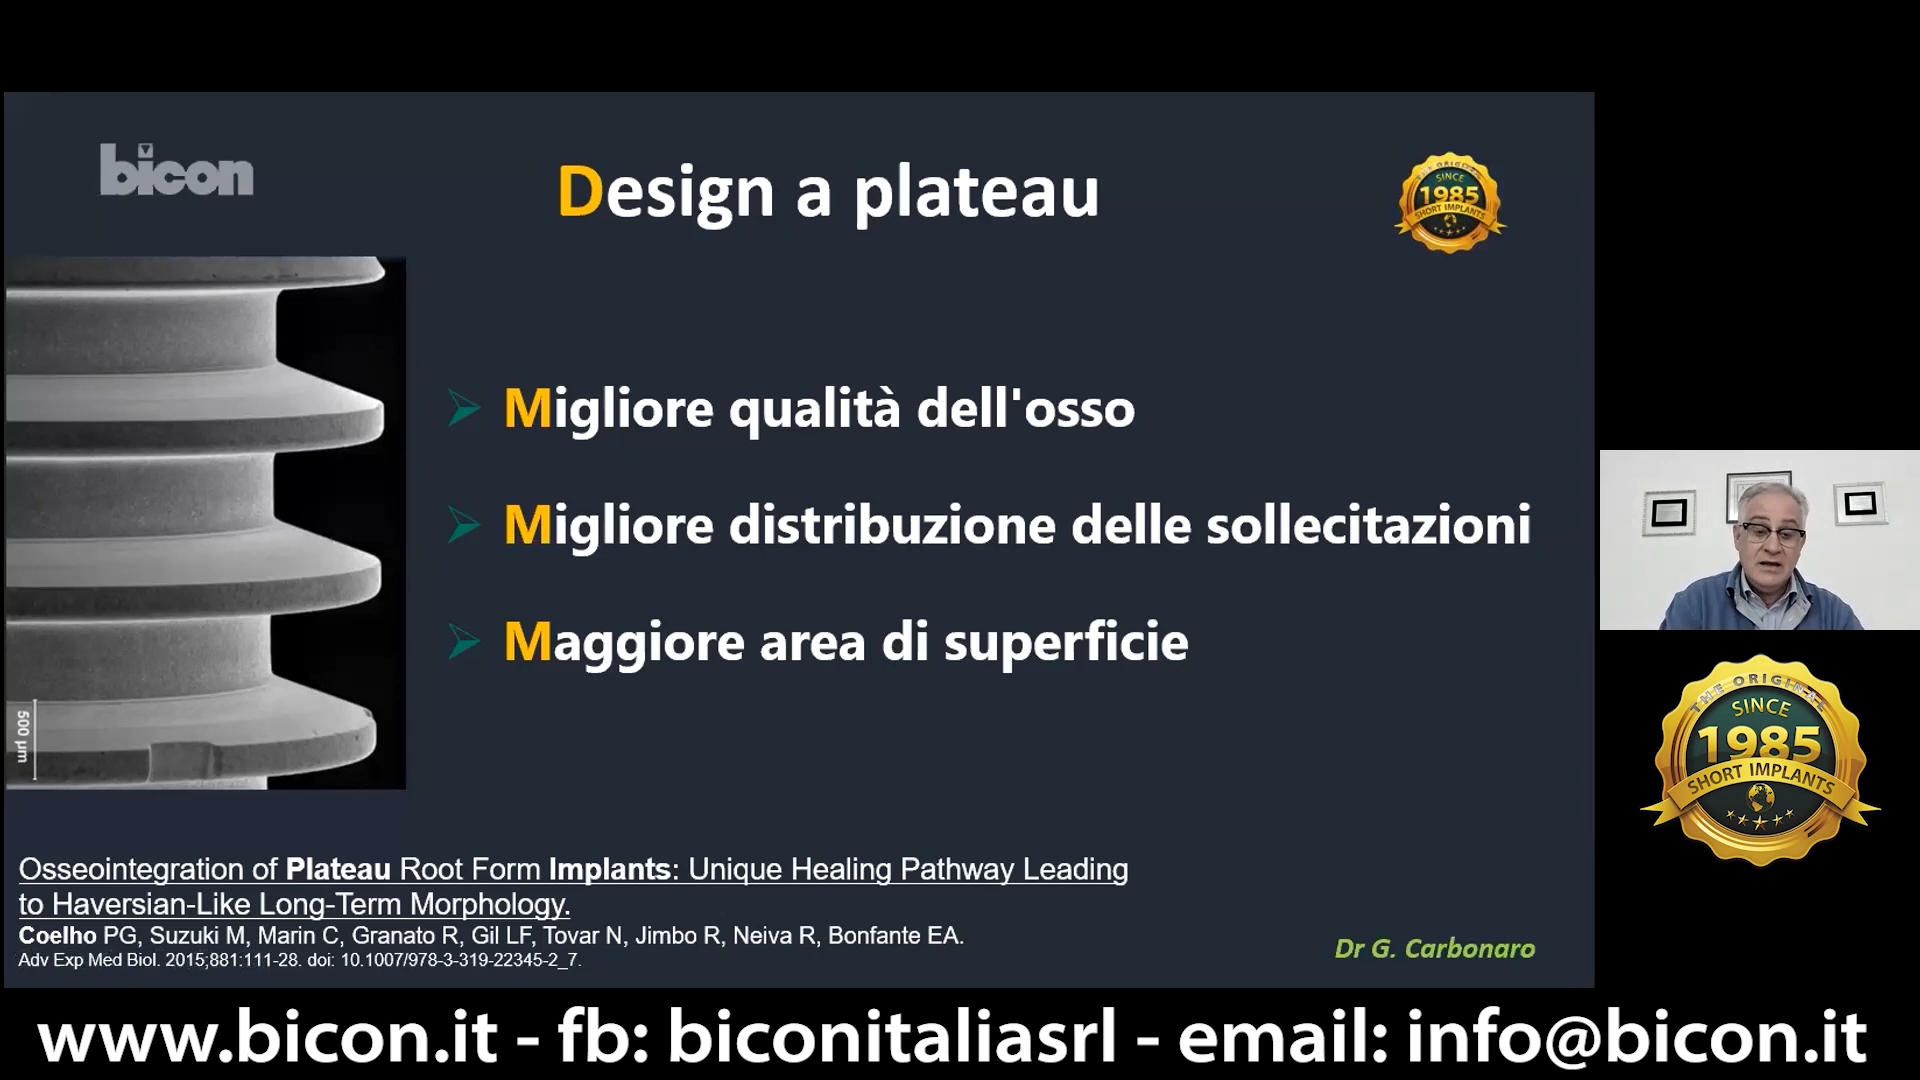 bicon
Design a plateau
THE ORIGINAL
SINCE
1985
SHORT IMPLANTS
Migliore qualità dell'osso
Migliore distribuzione delle sollecitazioni
Maggiore area di superficie
500 µm
Osseointegration of Plateau Root Form Implants: Unique Healing Pathway Leading
to Haversian-Like Long-Term Morphology.
Coelho PG, Suzuki M, Marin C, Granato R, Gil LF, Tovar N, Jimbo R, Neiva R, Bonfante EA.
Adv Exp Med Biol. 2015;881:111-28. doi: 10.1007/978-3-319-22345-2_7.
Dr G. Carbonaro
THE ORIGINAL
SINCE
1985
SHORT IMPLANTS
www.bicon.it - fb: biconitaliasrl - email: info@bicon.it